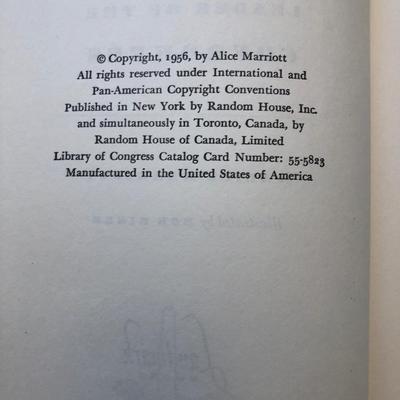 © Copyright, 1956, by Alice Marriott
All rights reserved under International and
Pan-American Copyright Conventions
Published in New York by Random House, Inc.
and simultaneously in Toronto, Canada, by
Random House of Canada, Limited
Library of Congress Catalog Card Number: 55-5823
Manufactured in the United States of America